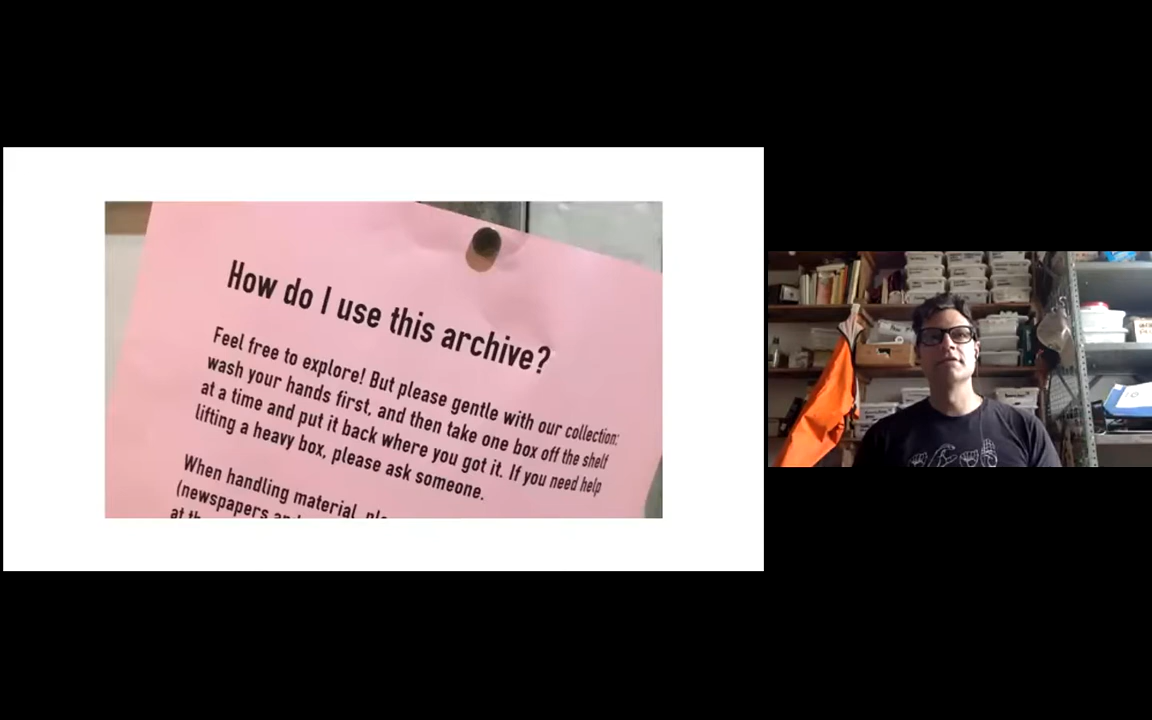 How do I use this archive?
Feel free to explore! But please gentle with our collection:
wash your hands first, and then take one box off the shelf
at a time and put it back where you got it. If you need help
lifting a heavy box, please ask someone.
When handling material,
(newspapers
at